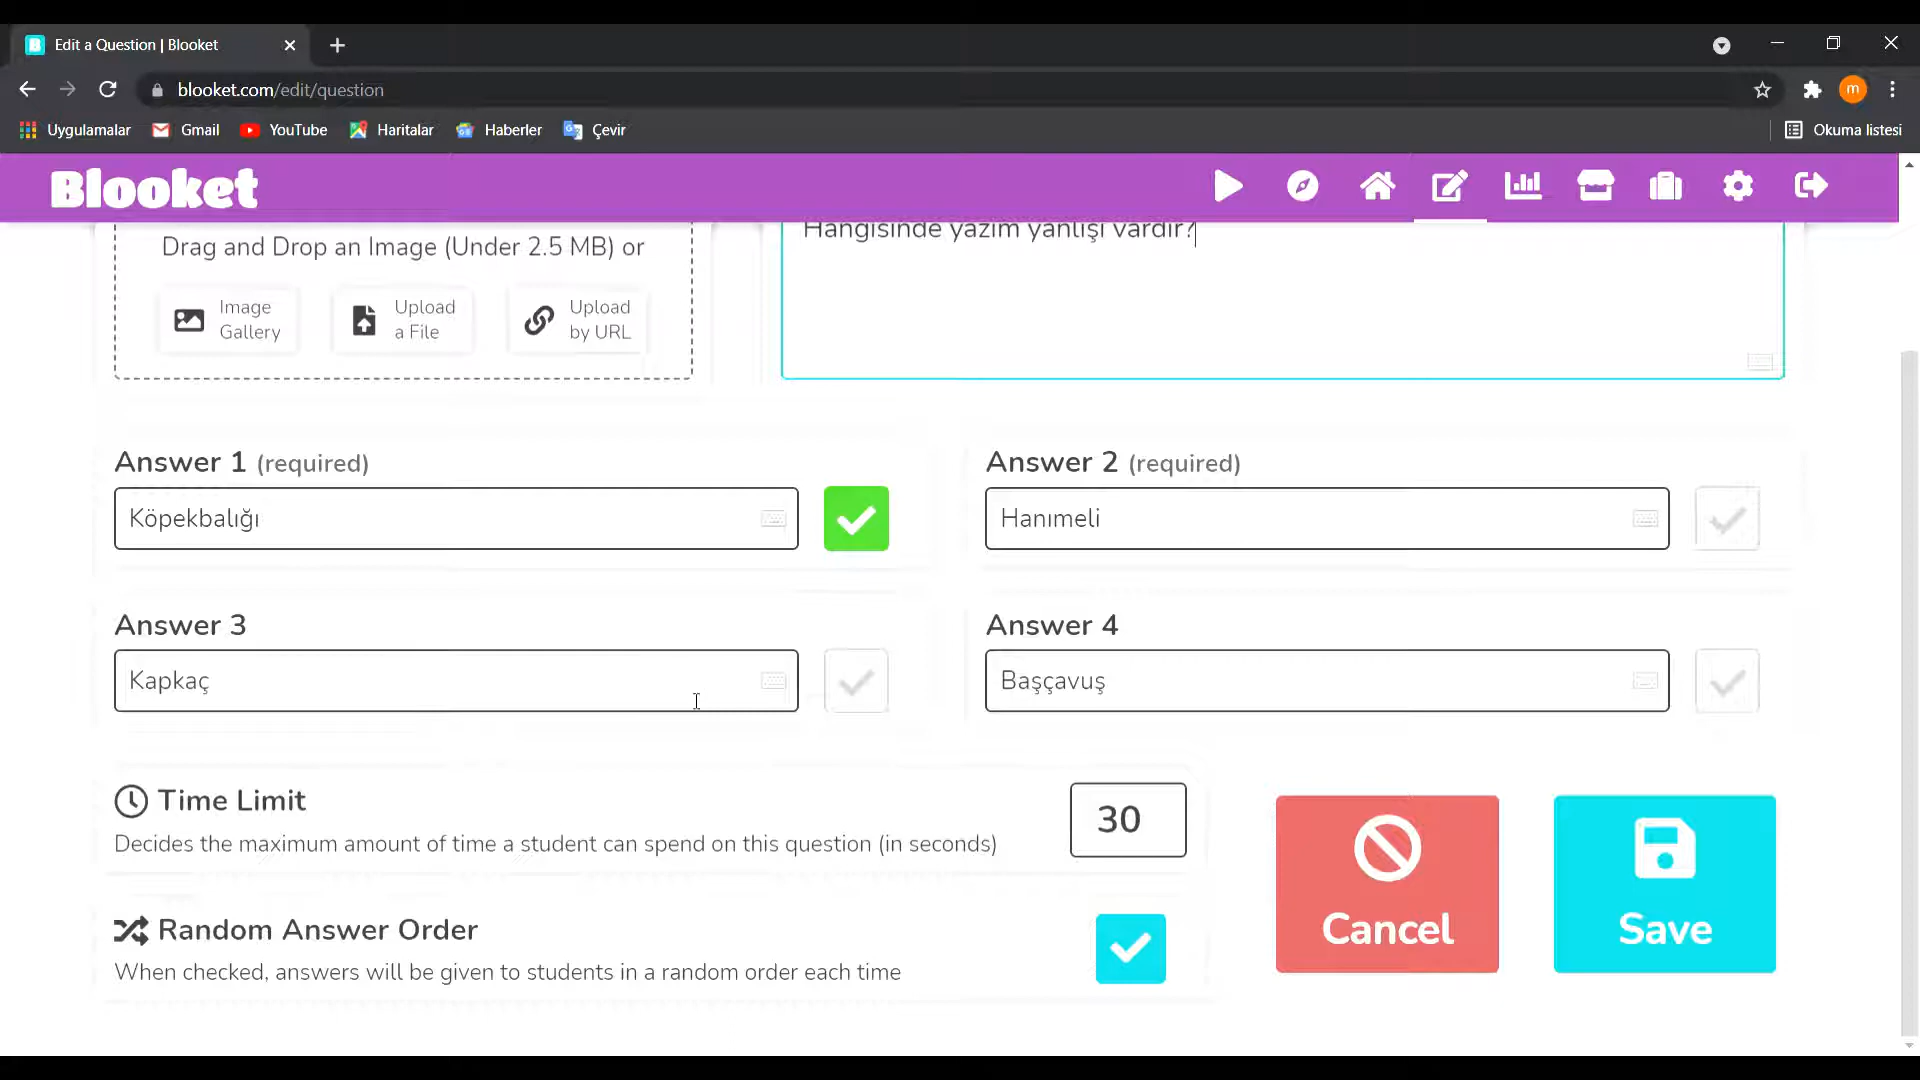 Edit a Question | Blooket
blooket.com/edit/question
m
Uygulamalar Gmail YouTube Haritalar Haberler Çevir Okuma listesi
Blooket
Hangisinde yazım yanlışı vardır?
Drag and Drop an Image (Under 2.5 MB) or
Image Gallery
Upload a File
Upload by URL
Answer 1 (required)
Köpekbalığı
Answer 2 (required)
Hanımeli
Answer 3
Kapkaç
Answer 4
Başçavuş
Time Limit
Decides the maximum amount of time a student can spend on this question (in seconds)
30
Random Answer Order
When checked, answers will be given to students in a random order each time
Cancel
Save